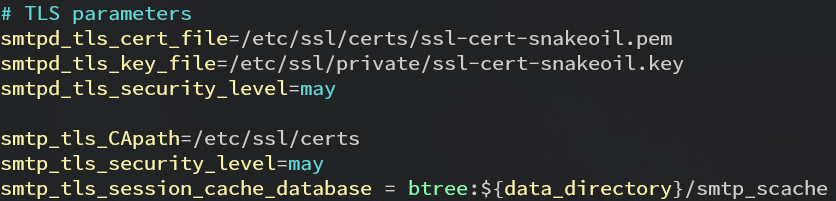 # TLS parameters
smtpd_tls_cert_file=/etc/ssl/certs/ssl-cert-snakeoil.pem
smtpd_tls_key_file=/etc/ssl/private/ssl-cert-snakeoil.key
smtpd_tls_security_level=may

smtp_tls_CApath=/etc/ssl/certs
smtp_tls_security_level=may
smtp_tls_session_cache_database = btree:${data_directory}/smtp_scache